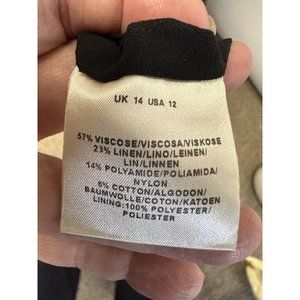 UK 14 USA 12
57% VISCOSE/VISCOSA/VISKOSE
23% LINEN/LINO/LEINEN/
LIN/LINNEN
14% POLYAMIDE/POLIAMIDA/
NYLON
6% COTTON/ALGODON/
BAUMWOLLE/COTON/KATOEN
LINING:100% POLYESTER/
POLIESTER